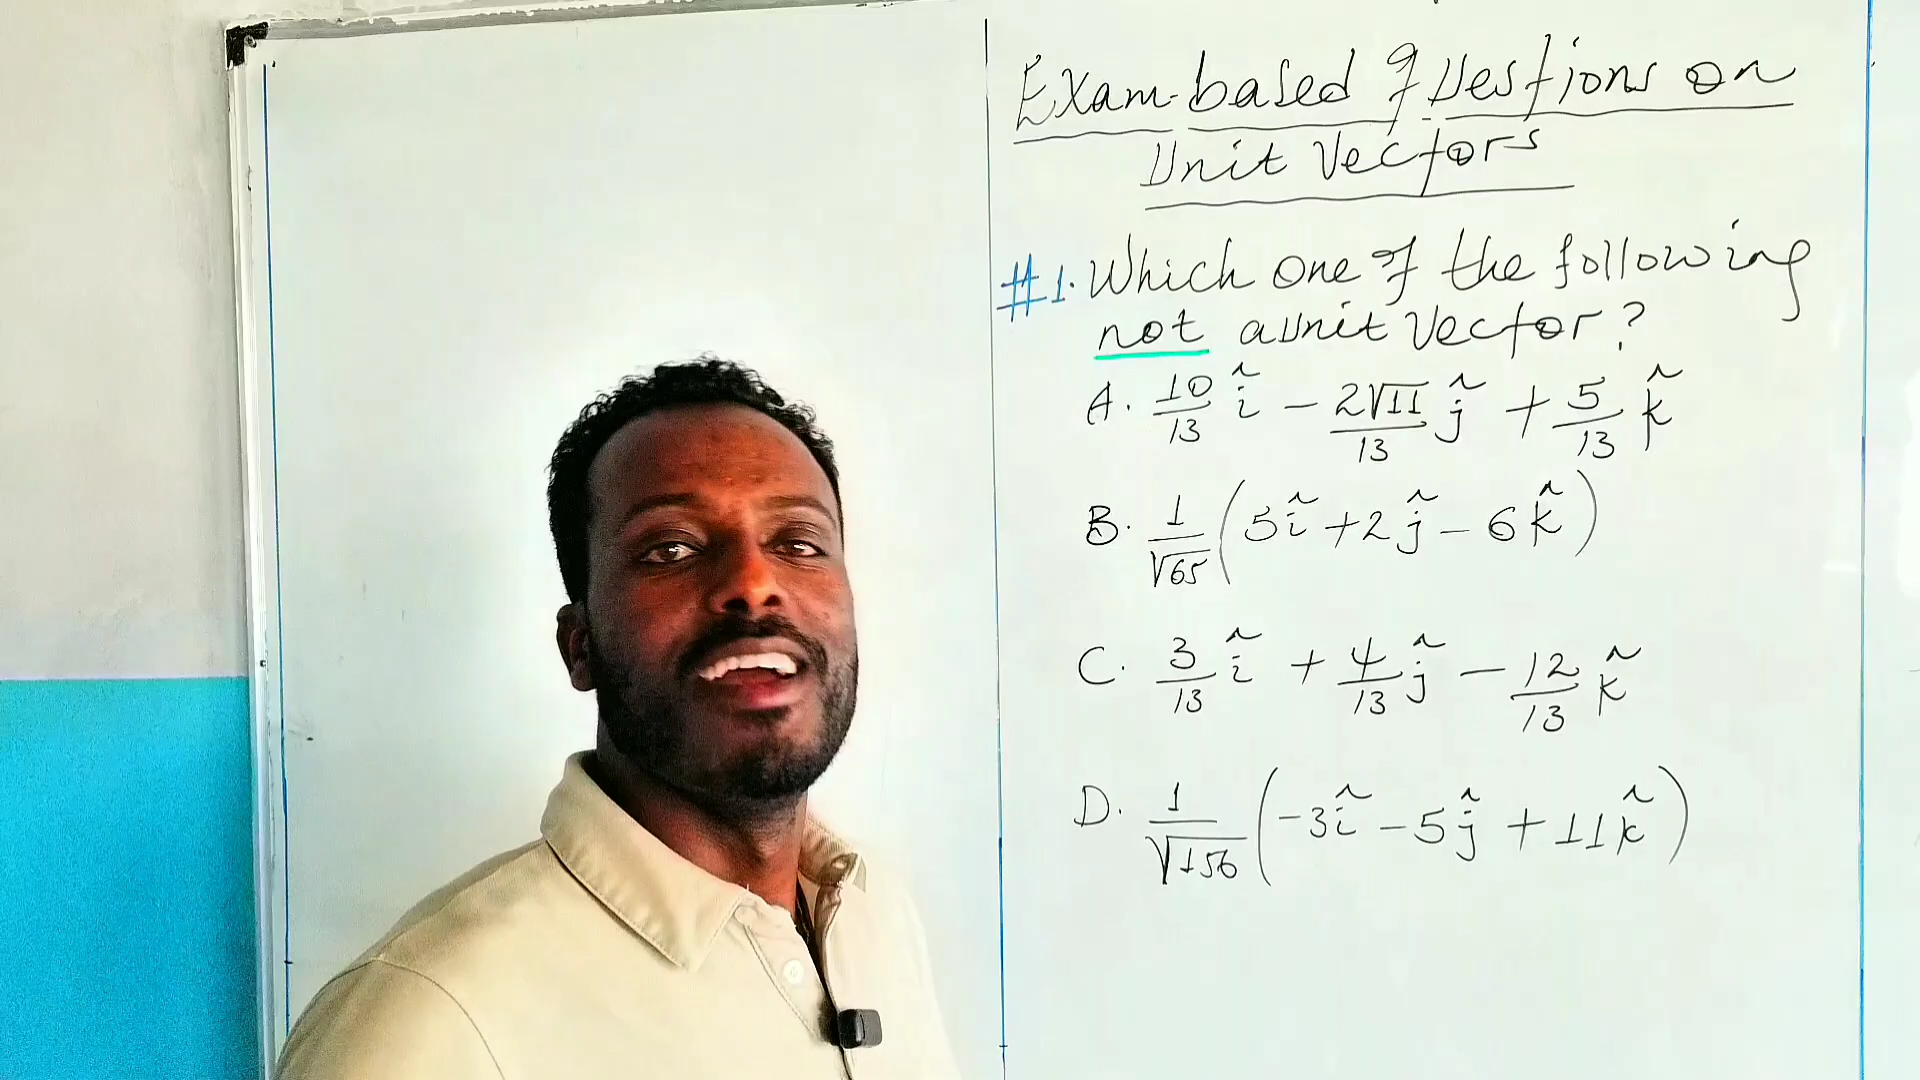 Exam-based questions on
Unit Vectors
#1. Which one of the following
not a unit vector?
A. 10/13 î - 2√11/13 ĵ + 5/13 k̂
B. 1/√65 (5î + 2ĵ - 6k̂)
C. 3/13 î + 4/13 ĵ - 12/13 k̂
D. 1/√156 (-3î - 5ĵ + 11k̂)